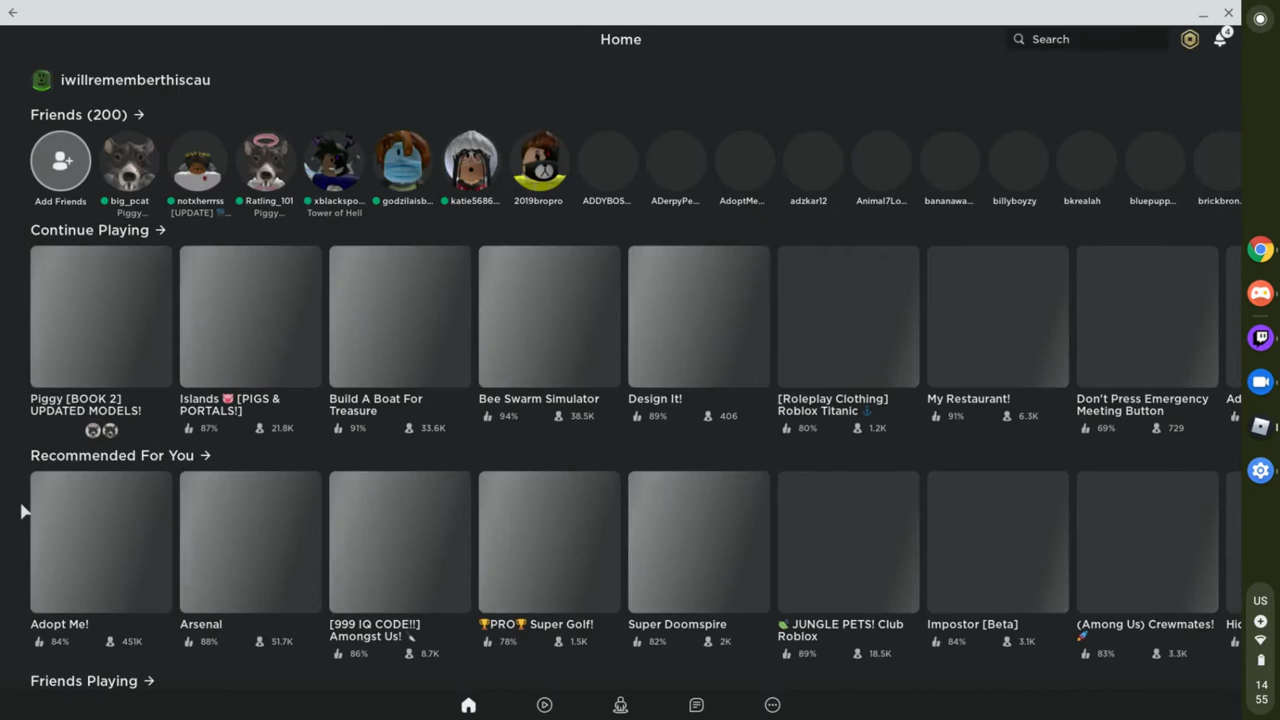 Home
Search
4
iwillrememberthiscau
Friends (200) →
Add Friends
big_pcat
notxherrrss
Ratling_101
xblackspo...
godzilaisb...
katie5686...
2019bropro
ADDYBOS...
ADerpyPe...
AdoptMe...
adzkar12
Animal7Lo...
bananawa...
billyboyzy
bkrealah
bluepupp...
brickbron...
Piggy...
[UPDATE] ...
Piggy...
Tower of Hell
Continue Playing →
Piggy [BOOK 2]
UPDATED MODELS!
Islands 🐷 [PIGS &
PORTALS!]
87% 21.8K
Build A Boat For
Treasure
91% 33.6K
Bee Swarm Simulator
94% 38.5K
Design It!
89% 406
[Roleplay Clothing]
Roblox Titanic ⚓
80% 1.2K
My Restaurant!
91% 6.3K
Don't Press Emergency
Meeting Button
69% 729
Ad
Recommended For You →
Adopt Me!
84% 451K
Arsenal
88% 51.7K
[999 IQ CODE!!]
Amongst Us! 🔪
86% 8.7K
🏆PRO🏆 Super Golf!
78% 1.5K
Super Doomspire
82% 2K
🍃 JUNGLE PETS! Club
Roblox
89% 18.5K
Impostor [Beta]
84% 3.1K
(Among Us) Crewmates!
🚀
83% 3.3K
Hid
Friends Playing →
US
14
55